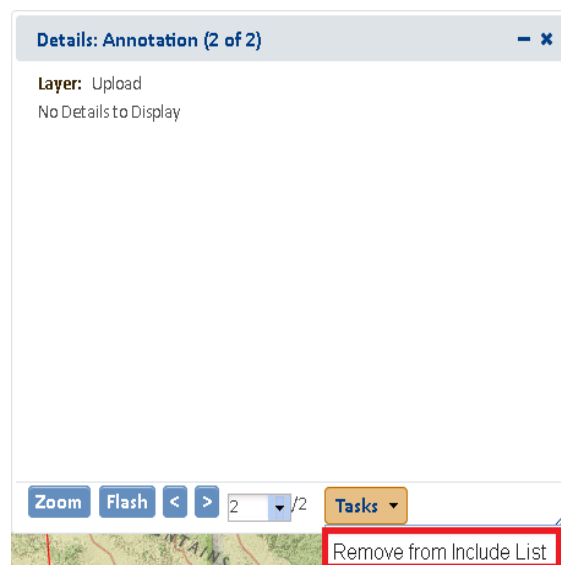 Details: Annotation (2 of 2)
Layer: Upload
No Details to Display
Zoom Flash < > 2 /2 Tasks
Remove from Include List